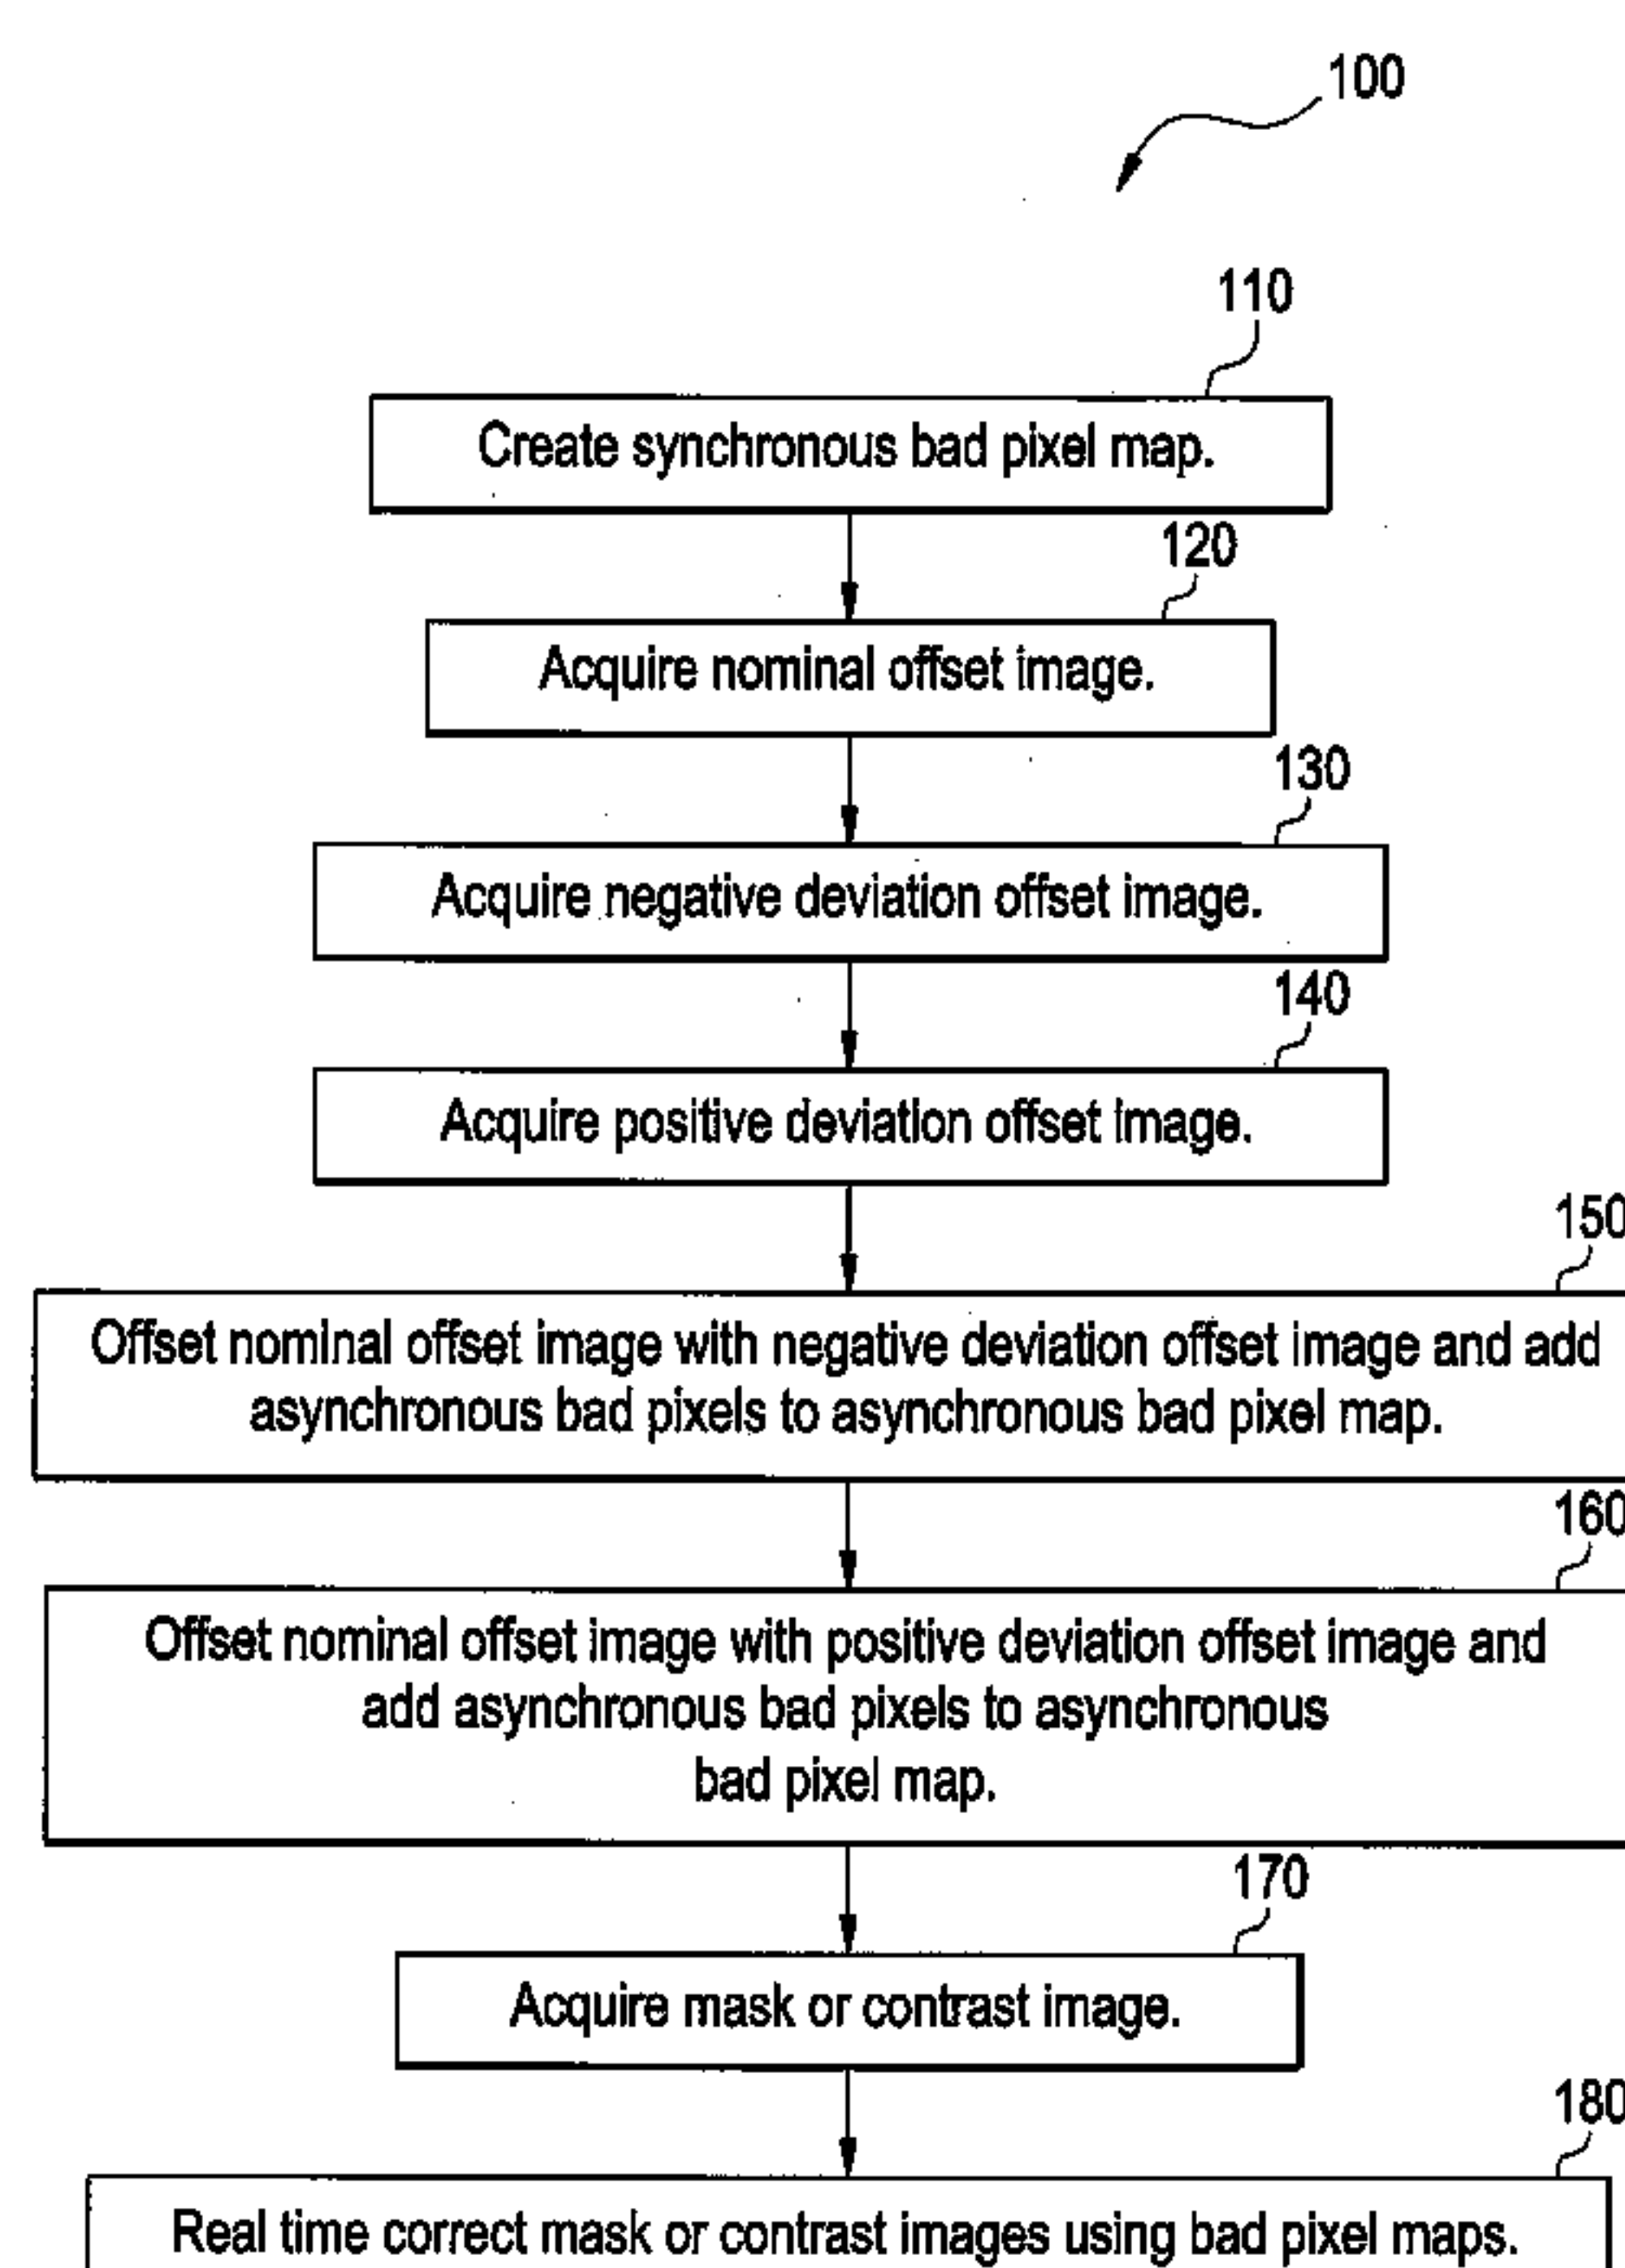 100
110
Create synchronous bad pixel map.
120
Acquire nominal offset image.
130
Acquire negative deviation offset image.
140
Acquire positive deviation offset image.
150
Offset nominal offset image with negative deviation offset image and add
asynchronous bad pixels to asynchronous bad pixel map.
160
Offset nominal offset image with positive deviation offset image and
add asynchronous bad pixels to asynchronous
bad pixel map.
170
Acquire mask or contrast image.
180
Real time correct mask or contrast images using bad pixel maps.